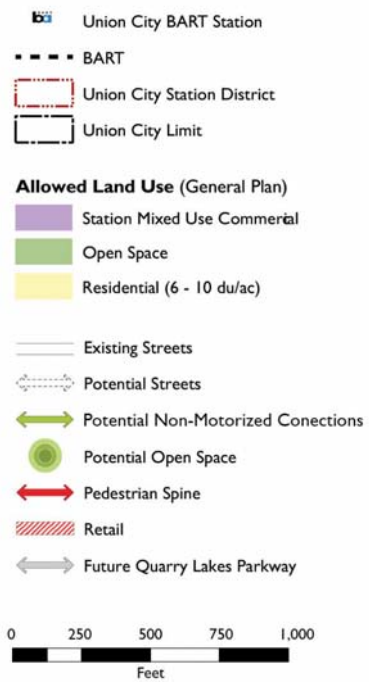 ba Union City BART Station
BART
Union City Station District
Union City Limit
Allowed Land Use (General Plan)
Station Mixed Use Commercial
Open Space
Residential (6 - 10 du/ac)
Existing Streets
Potential Streets
Potential Non-Motorized Conections
Potential Open Space
Pedestrian Spine
Retail
Future Quarry Lakes Parkway
0 250 500 750 1,000
Feet